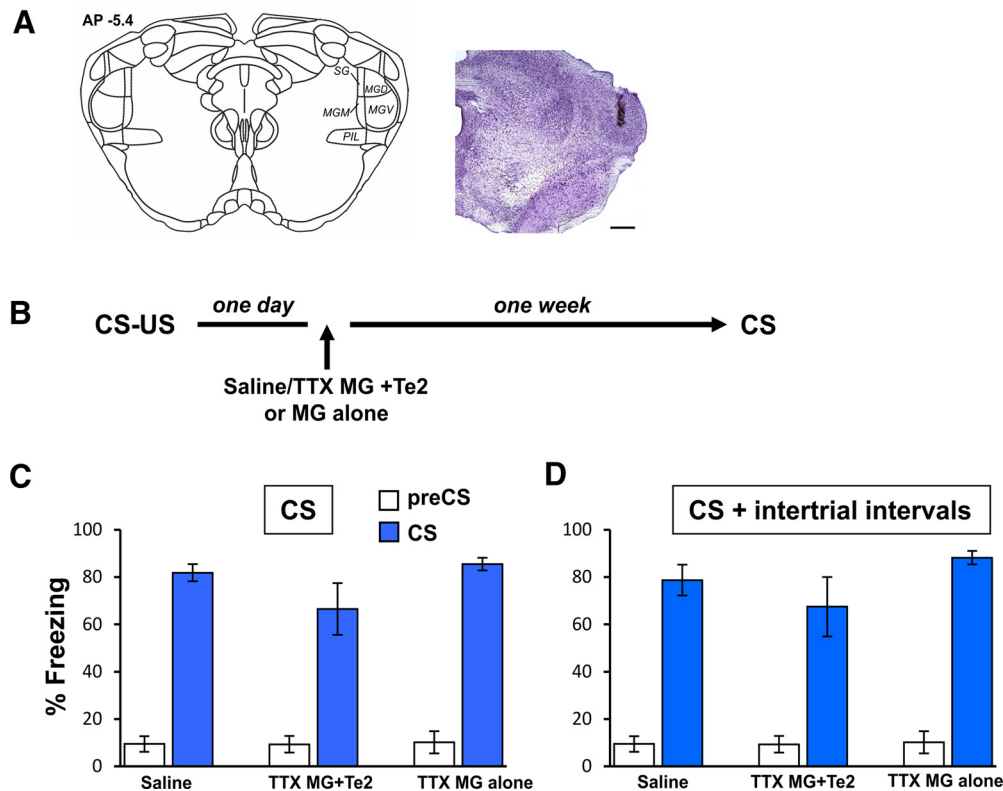 A
AP -5.4
SG
MGD
MGM
MGV
PIL
B
CS-US
one day
one week
CS
Saline/TTX MG +Te2
or MG alone
C
CS
preCS
CS
% Freezing
100
80
60
40
20
0
Saline
TTX MG+Te2
TTX MG alone
D
CS + intertrial intervals
100
80
60
40
20
0
Saline
TTX MG+Te2
TTX MG alone